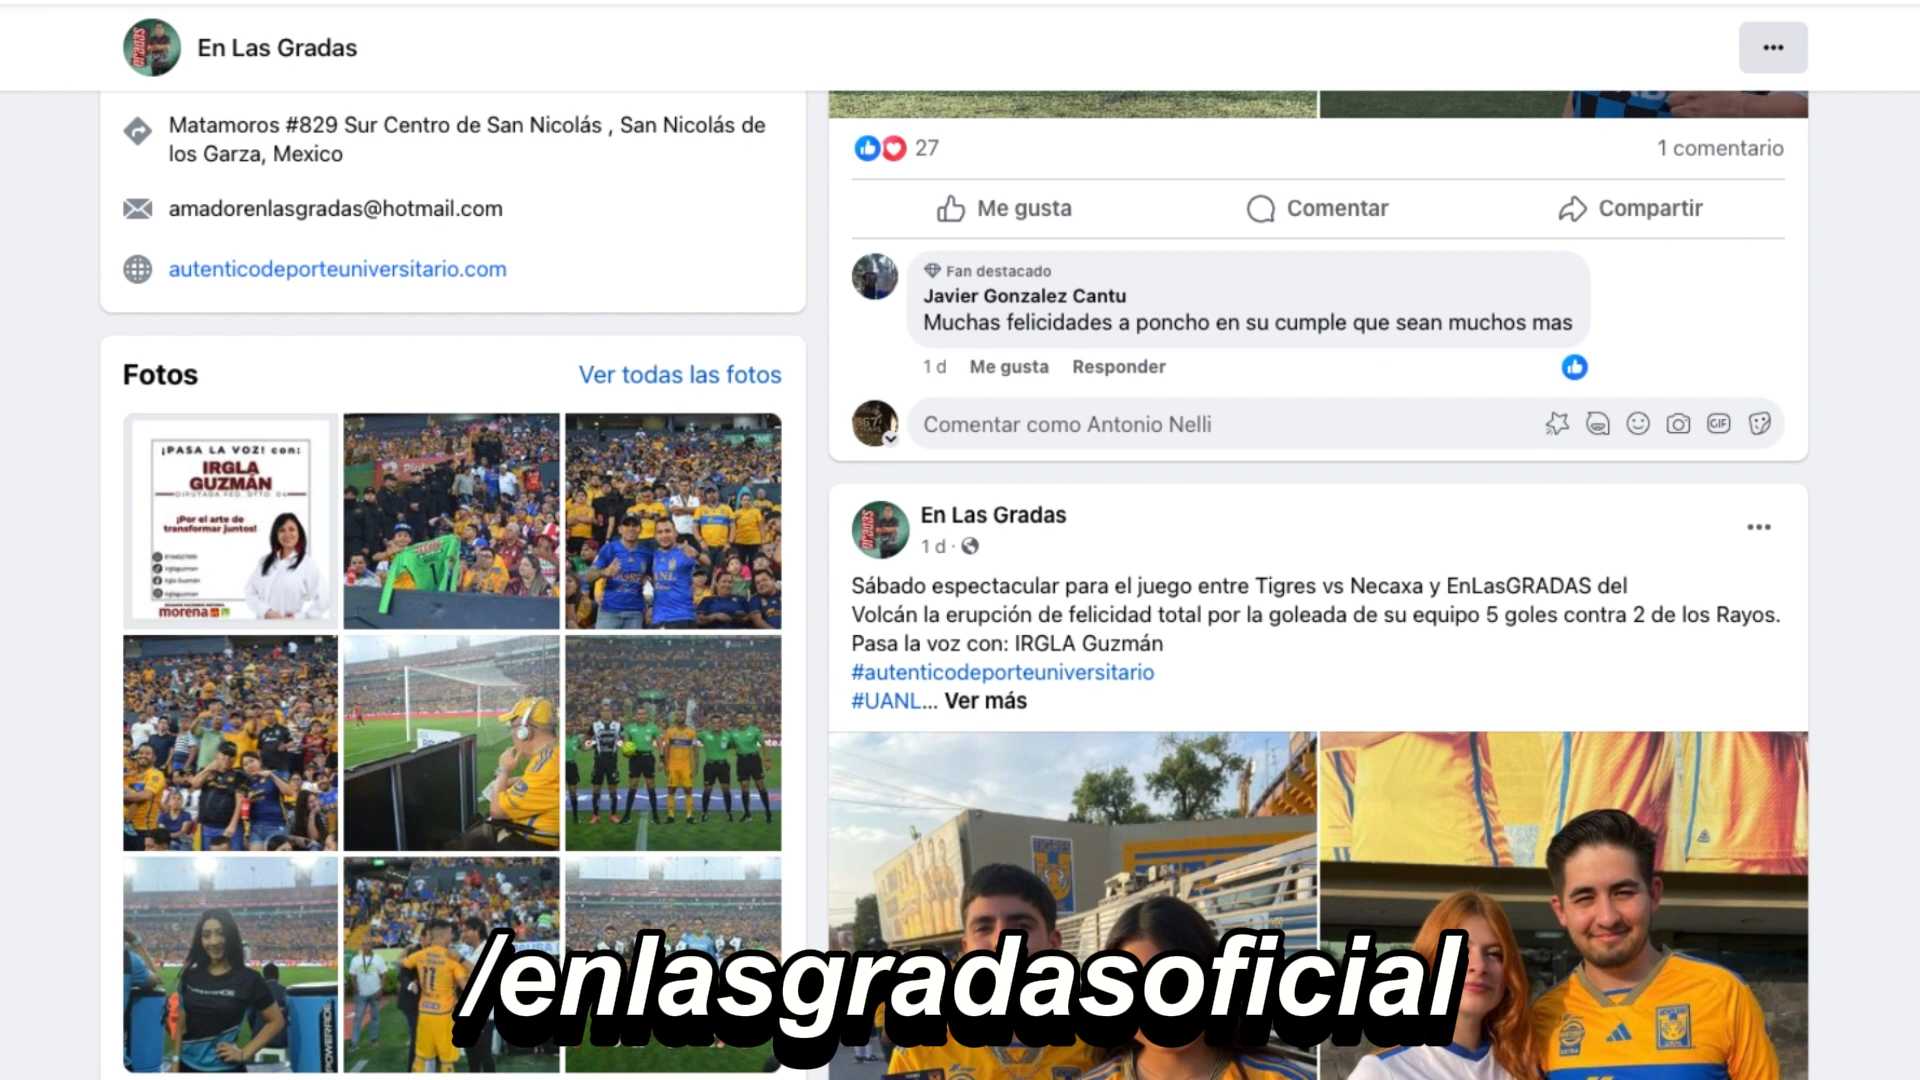 En Las Gradas
Matamoros #829 Sur Centro de San Nicolás , San Nicolás de
los Garza, Mexico
amadorenlasgradas@hotmail.com
autenticodeporteuniversitario.com
Fotos
Ver todas las fotos
¡PASA LA VOZ! con:
IRGLA
GUZMÁN
DIPUTADA FED. DTTO. 04
¡Por el arte de
transformar juntos!
morena
27
1 comentario
Me gusta
Comentar
Compartir
Fan destacado
Javier Gonzalez Cantu
Muchas felicidades a poncho en su cumple que sean muchos mas
1 d
Me gusta
Responder
Comentar como Antonio Nelli
GIF
En Las Gradas
1 d ·
Sábado espectacular para el juego entre Tigres vs Necaxa y EnLasGRADAS del
Volcán la erupción de felicidad total por la goleada de su equipo 5 goles contra 2 de los Rayos.
Pasa la voz con: IRGLA Guzmán
#autenticodeporteuniversitario
#UANL... Ver más
/enlasgradasoficial